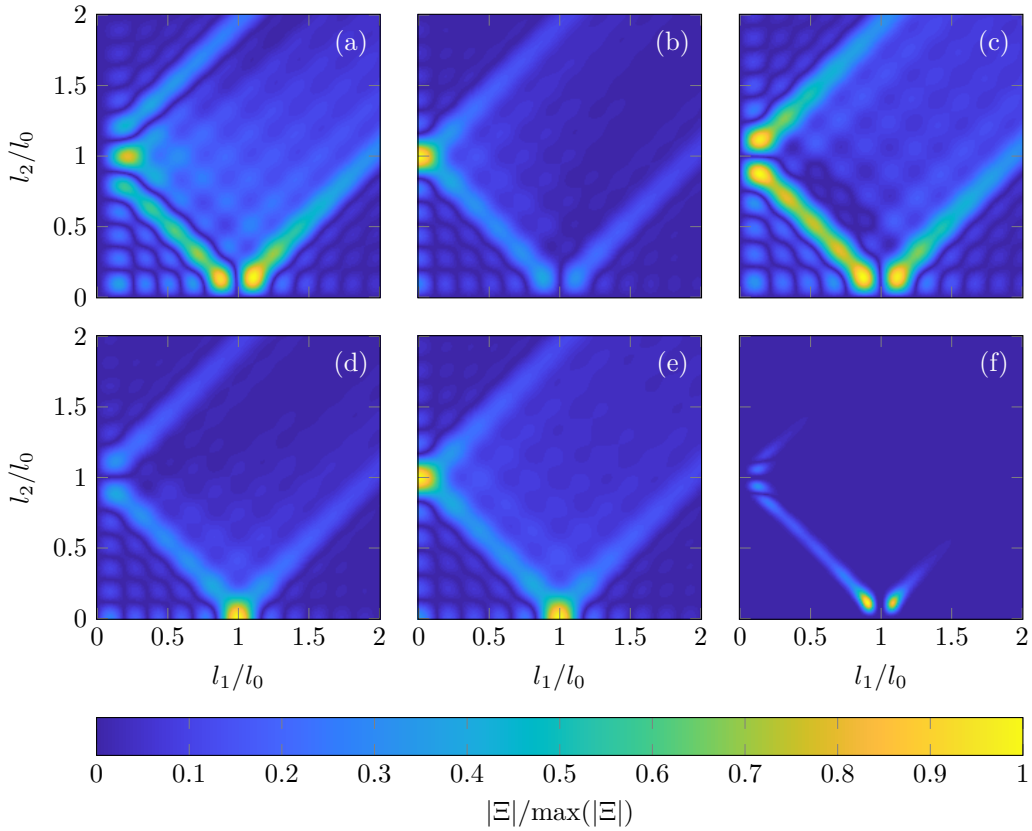 2
(a)
(b)
(c)
1.5
l₂/l₀
1
0.5
0
2
(d)
(e)
(f)
1.5
l₂/l₀
1
0.5
0
0 0.5 1 1.5 2 0 0.5 1 1.5 2 0 0.5 1 1.5 2
l₁/l₀ l₁/l₀ l₁/l₀
0 0.1 0.2 0.3 0.4 0.5 0.6 0.7 0.8 0.9 1
|Ξ|/max(|Ξ|)